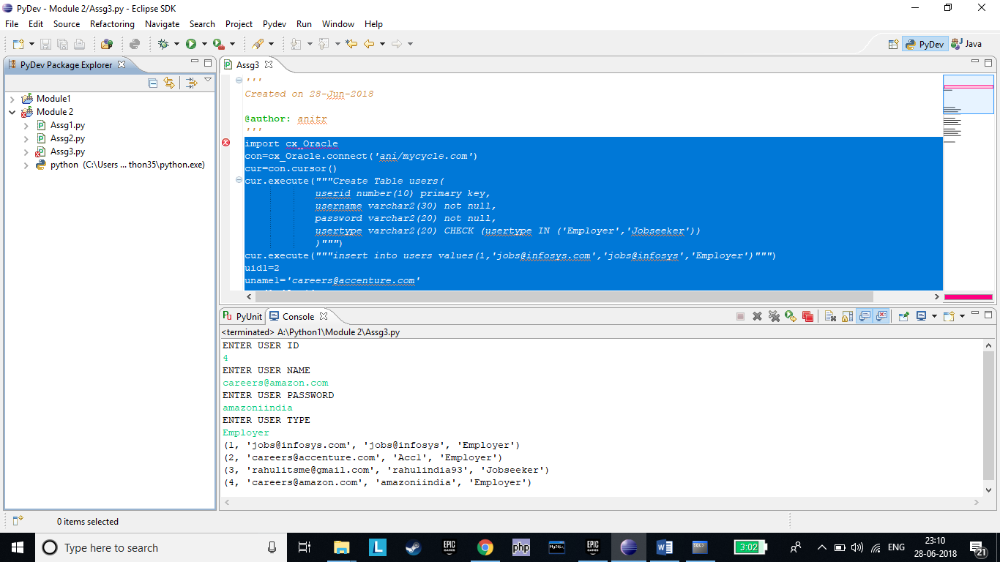 PyDev - Module 2/Assg3.py - Eclipse SDK
File Edit Source Refactoring Navigate Search Project Pydev Run Window Help
PyDev Java
PyDev Package Explorer
Module1
Module 2
Assg1.py
Assg2.py
Assg3.py
python (C:\Users ... thon35\python.exe)
Assg3
'''
Created on 28-Jun-2018
@author: anitr
'''
import cx_Oracle
con=cx_Oracle.connect('ani/mycycle.com')
cur=con.cursor()
cur.execute("""Create Table users(
userid number(10) primary key,
username varchar2(30) not null,
password varchar2(20) not null,
usertype varchar2(20) CHECK (usertype IN ('Employer','Jobseeker'))
)""")
cur.execute("""insert into users values(1,'jobs@infosys.com','jobs@infosys','Employer')""")
uid1=2
uname1='careers@accenture.com'
PyUnit Console
<terminated> A:\Python1\Module 2\Assg3.py
ENTER USER ID
4
ENTER USER NAME
careers@amazon.com
ENTER USER PASSWORD
amazoniindia
ENTER USER TYPE
Employer
(1, 'jobs@infosys.com', 'jobs@infosys', 'Employer')
(2, 'careers@accenture.com', 'Acc1', 'Employer')
(3, 'rahulitsme@gmail.com', 'rahulindia93', 'Jobseeker')
(4, 'careers@amazon.com', 'amazoniindia', 'Employer')
0 items selected
Type here to search
L
EPIC GAMES
php
MySQL
EPIC GAMES
3:02
ENG
23:10
28-06-2018
21